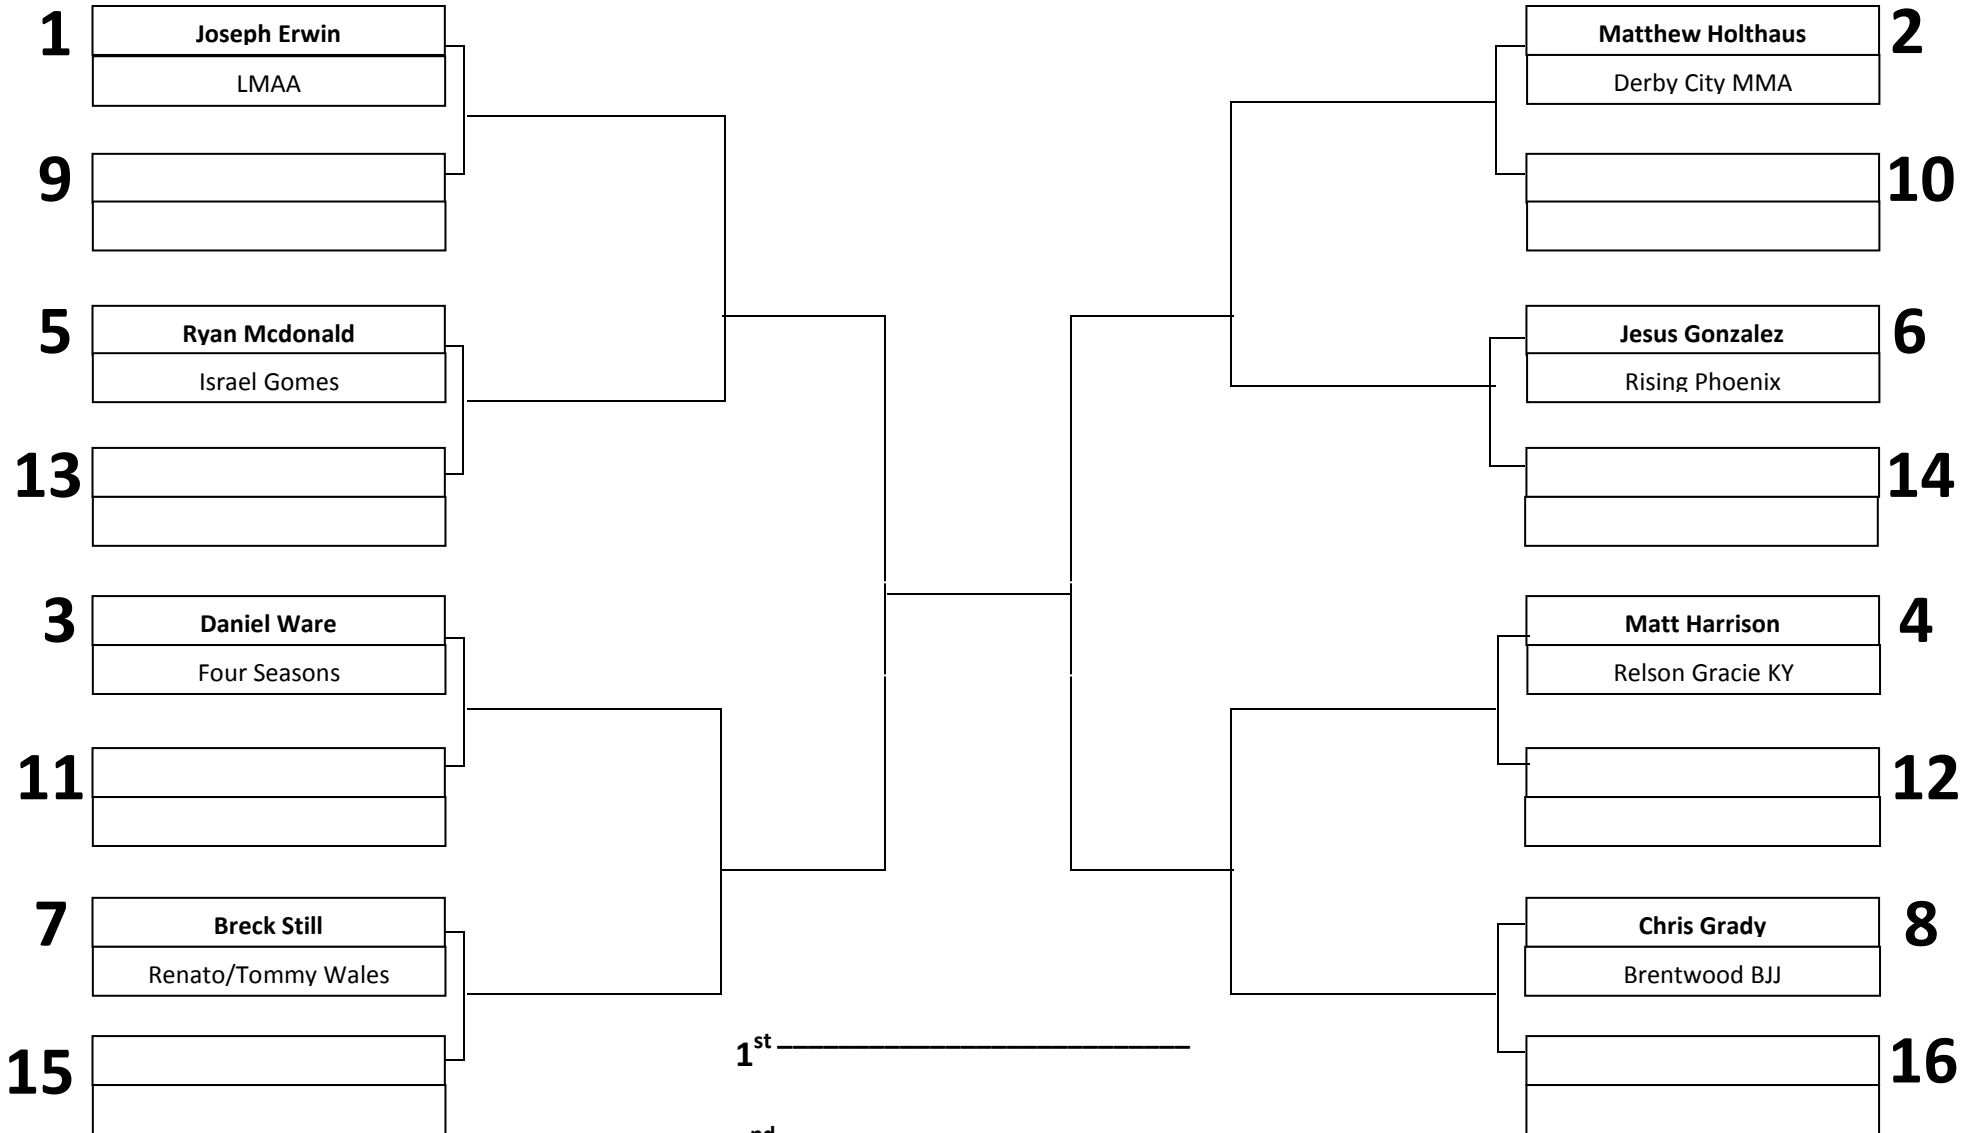 1
Joseph Erwin
LMAA
9
5
Ryan Mcdonald
Israel Gomes
13
3
Daniel Ware
Four Seasons
11
7
Breck Still
Renato/Tommy Wales
15
2
Matthew Holthaus
Derby City MMA
10
6
Jesus Gonzalez
Rising Phoenix
14
4
Matt Harrison
Relson Gracie KY
12
8
Chris Grady
Brentwood BJJ
16
1st
nd